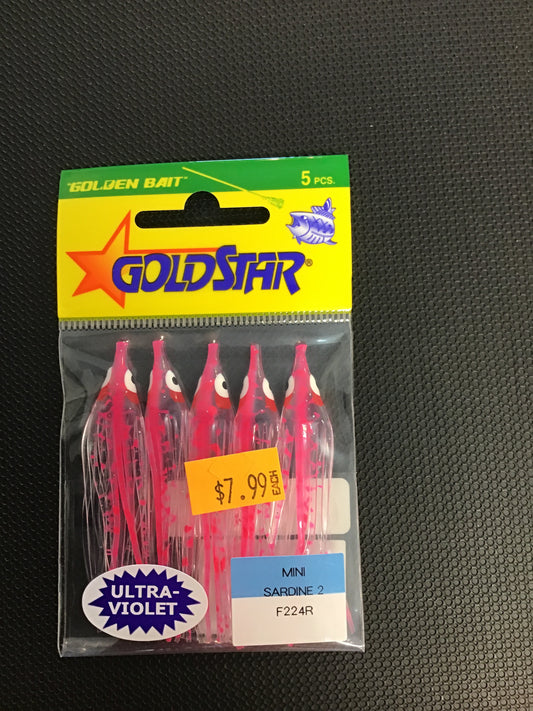 "GOLDEN BAIT"
5 PCS.
GOLDSTAR®
$7.99 EACH
ULTRA-
VIOLET
MINI
SARDINE 2
F224R